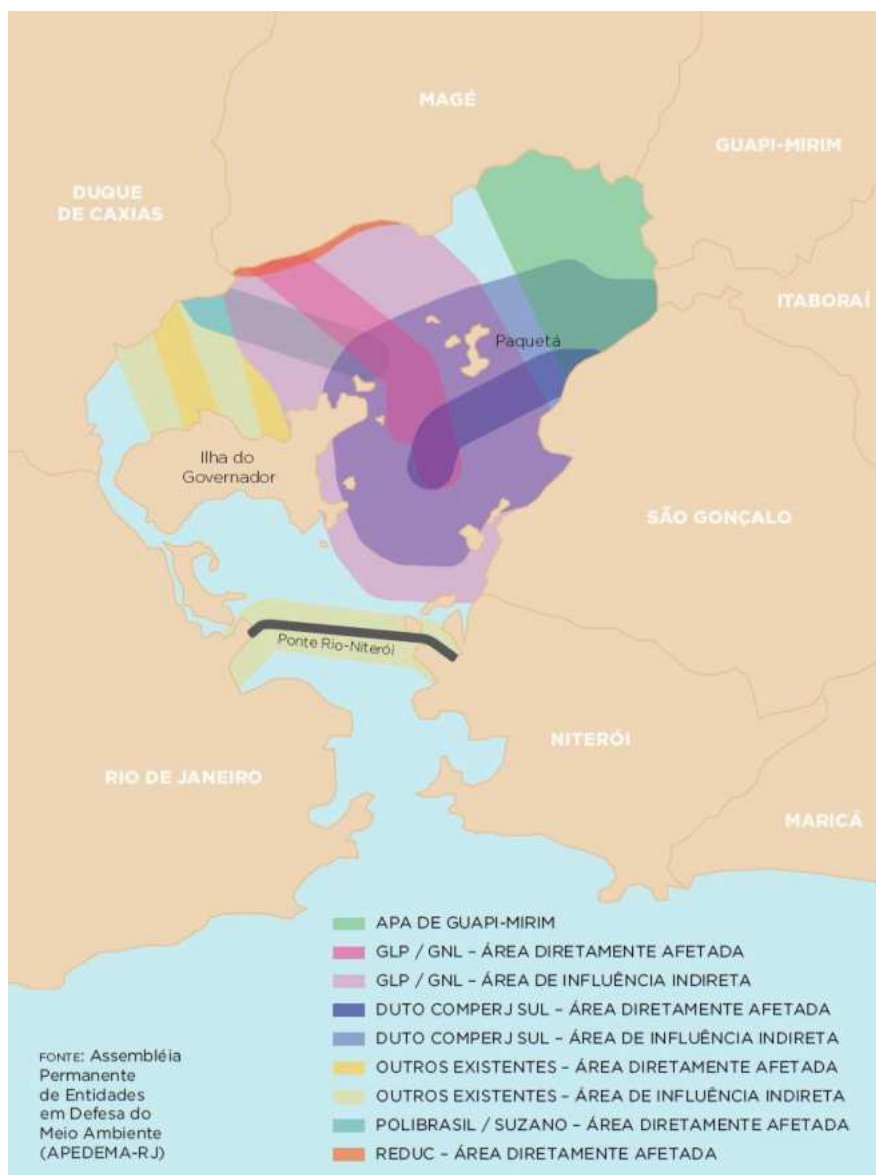 MAGÉ
GUAPI-MIRIM
DUQUE
DE CAXIAS
ITABORAÍ
Paquetá
Ilha do
Governador
SÃO GONÇALO
Ponte Rio-Niterói
NITERÓI
RIO DE JANEIRO
MARICÁ
APA DE GUAPI-MIRIM
GLP / GNL – ÁREA DIRETAMENTE AFETADA
GLP / GNL – ÁREA DE INFLUÊNCIA INDIRETA
DUTO COMPERJ SUL – ÁREA DIRETAMENTE AFETADA
DUTO COMPERJ SUL – ÁREA DE INFLUÊNCIA INDIRETA
OUTROS EXISTENTES – ÁREA DIRETAMENTE AFETADA
OUTROS EXISTENTES – ÁREA DE INFLUÊNCIA INDIRETA
POLIBRASIL / SUZANO – ÁREA DIRETAMENTE AFETADA
REDUC – ÁREA DIRETAMENTE AFETADA
FONTE: Assembléia
Permanente
de Entidades
em Defesa do
Meio Ambiente
(APEDEMA-RJ)